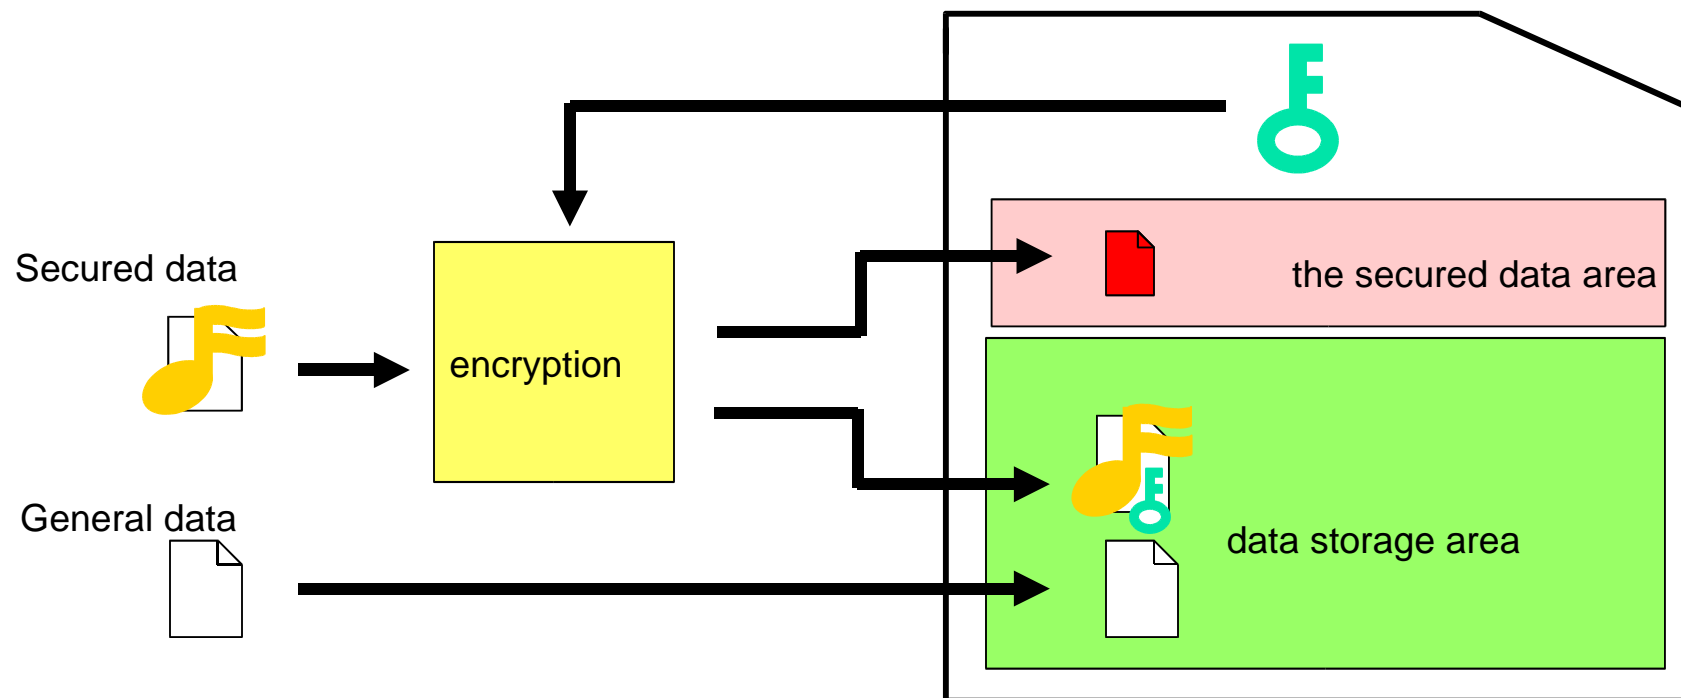 Secured data
the secured data area
encryption
General data
data storage area